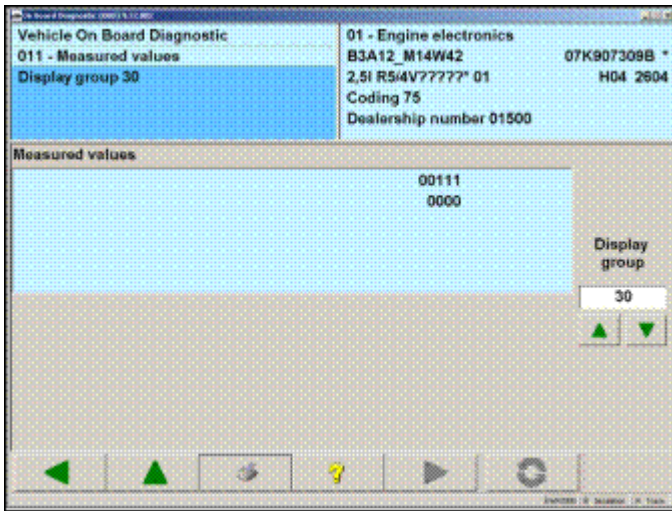 Vehicle On Board Diagnostic
011 - Measured values
Display group 30
01 - Engine electronics
B3A12_M14W42 07K907309B *
2,5l R5/4V?????* 01 H04 2604
Coding 75
Dealership number 01500
Measured values
00111
0000
Display
group
30